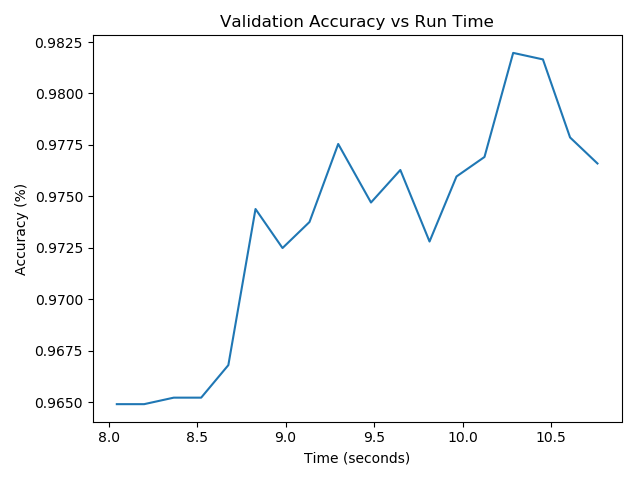 Validation Accuracy vs Run Time
0.9825
0.9800
0.9775
0.9750
0.9725
0.9700
0.9675
0.9650
Accuracy (%)
8.0 8.5 9.0 9.5 10.0 10.5
Time (seconds)